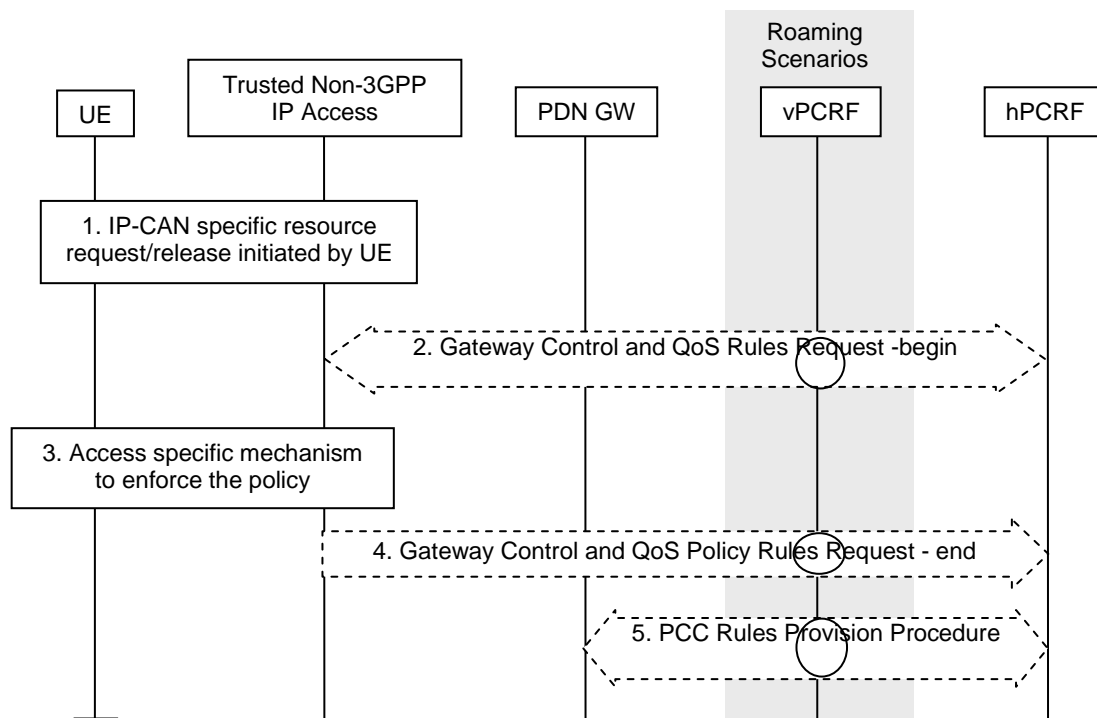 Roaming
Scenarios
UE
Trusted Non-3GPP
IP Access
PDN GW
vPCRF
hPCRF
1. IP-CAN specific resource
request/release initiated by UE
2. Gateway Control and QoS Rules Request -begin
3. Access specific mechanism
to enforce the policy
4. Gateway Control and QoS Policy Rules Request - end
5. PCC Rules Provision Procedure